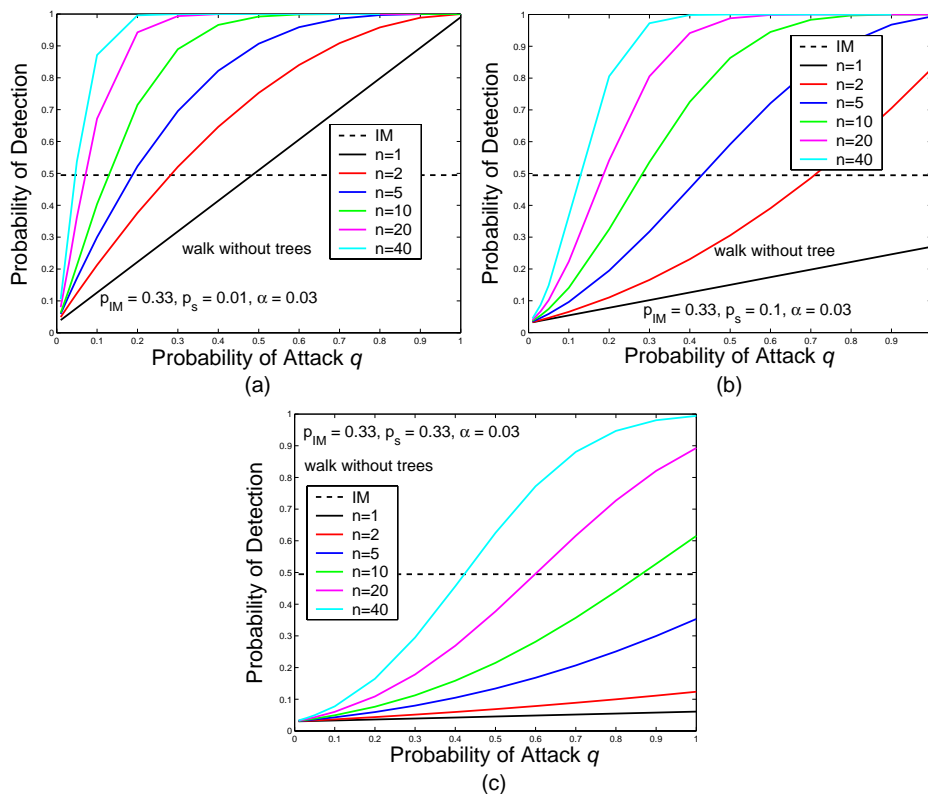 Probability of Detection
1
0.9
0.8
0.7
0.6
0.5
0.4
0.3
0.2
0.1
0
IM
n=1
n=2
n=5
n=10
n=20
n=40
walk without trees
p_IM = 0.33, p_s = 0.01, α = 0.03
0 0.1 0.2 0.3 0.4 0.5 0.6 0.7 0.8 0.9 1
Probability of Attack q
(a)
Probability of Detection
1
0.9
0.8
0.7
0.6
0.5
0.4
0.3
0.2
0.1
0
IM
n=1
n=2
n=5
n=10
n=20
n=40
walk without tree
p_IM = 0.33, p_s = 0.1, α = 0.03
0 0.1 0.2 0.3 0.4 0.5 0.6 0.7 0.8 0.9
Probability of Attack q
(b)
Probability of Detection
1
0.9
0.8
0.7
0.6
0.5
0.4
0.3
0.2
0.1
0
p_IM = 0.33, p_s = 0.33, α = 0.03
walk without trees
IM
n=1
n=2
n=5
n=10
n=20
n=40
0 0.1 0.2 0.3 0.4 0.5 0.6 0.7 0.8 0.9 1
Probability of Attack q
(c)